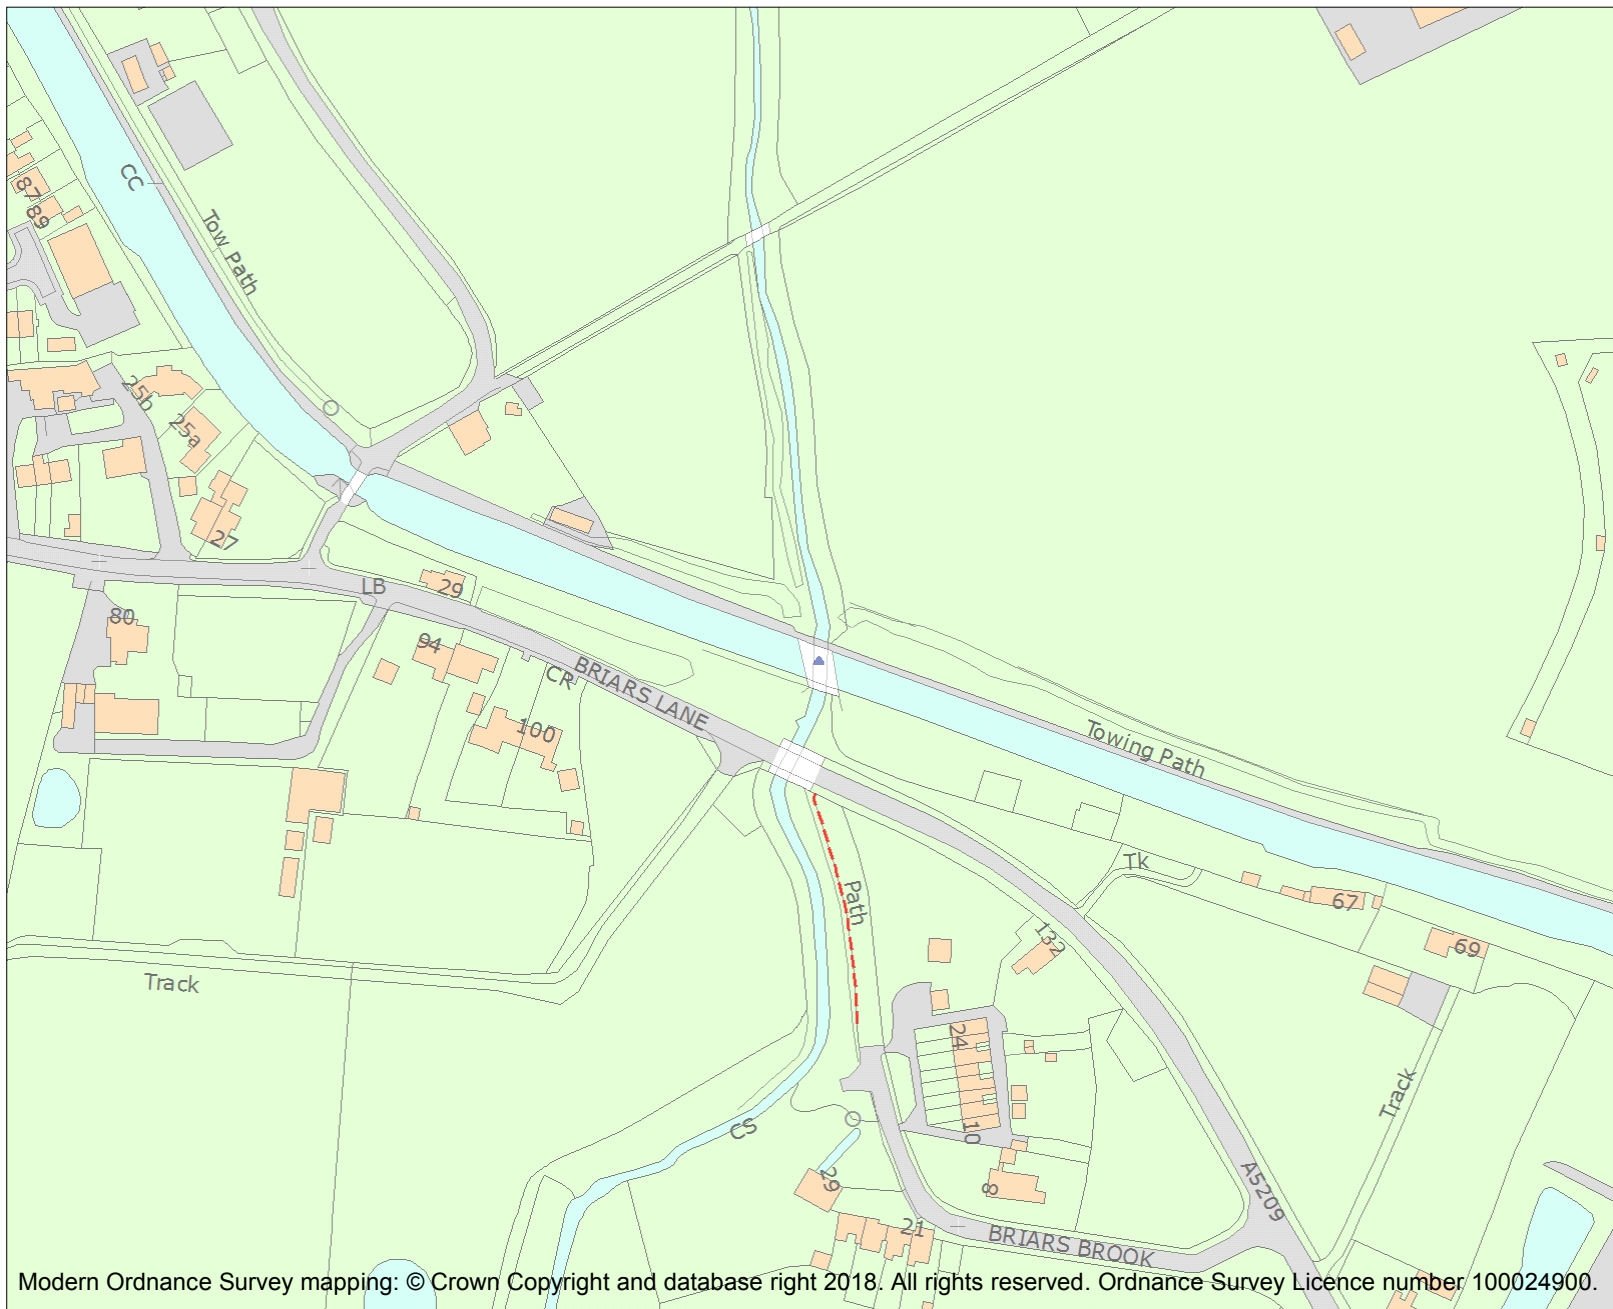 CC
87
89
Tow Path
25b
25a
27
LB
29
80
94
CR
BRIARS LANE
100
Towing Path
Tk
67
Path
132
69
Track
24
Track
CS
10
29
8
A5209
21
BRIARS BROOK
Modern Ordnance Survey mapping: © Crown Copyright and database right 2018. All rights reserved. Ordnance Survey Licence number 100024900.